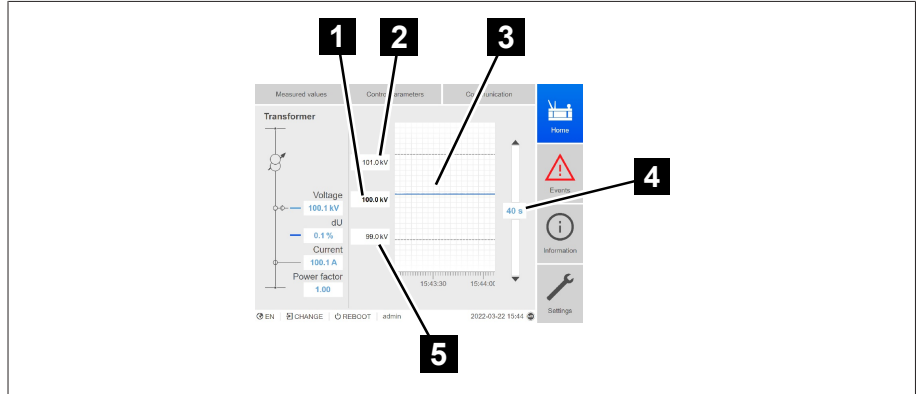 1 2 3
Measured values Control parameters Communication
Transformer
Home
101.0 kV
4
Events
Voltage 100.0 kV
100.1 kV 40 s
dU
0.1 % 99.0 kV
Current Information
100.1 A
Power factor 15:43:30 15:44:00
1.00
Settings
EN CHANGE REBOOT admin 2022-03-22 15:44
5